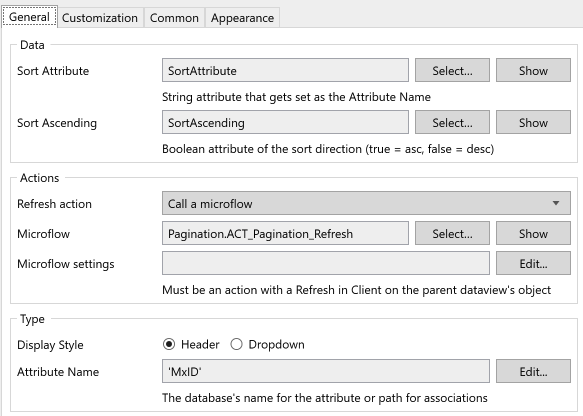 General Customization Common Appearance
Data
Sort Attribute SortAttribute Select... Show
String attribute that gets set as the Attribute Name
Sort Ascending SortAscending Select... Show
Boolean attribute of the sort direction (true = asc, false = desc)
Actions
Refresh action Call a microflow
Microflow Pagination.ACT_Pagination_Refresh Select... Show
Microflow settings Edit...
Must be an action with a Refresh in Client on the parent dataview's object
Type
Display Style Header Dropdown
Attribute Name 'MxID' Edit...
The database's name for the attribute or path for associations